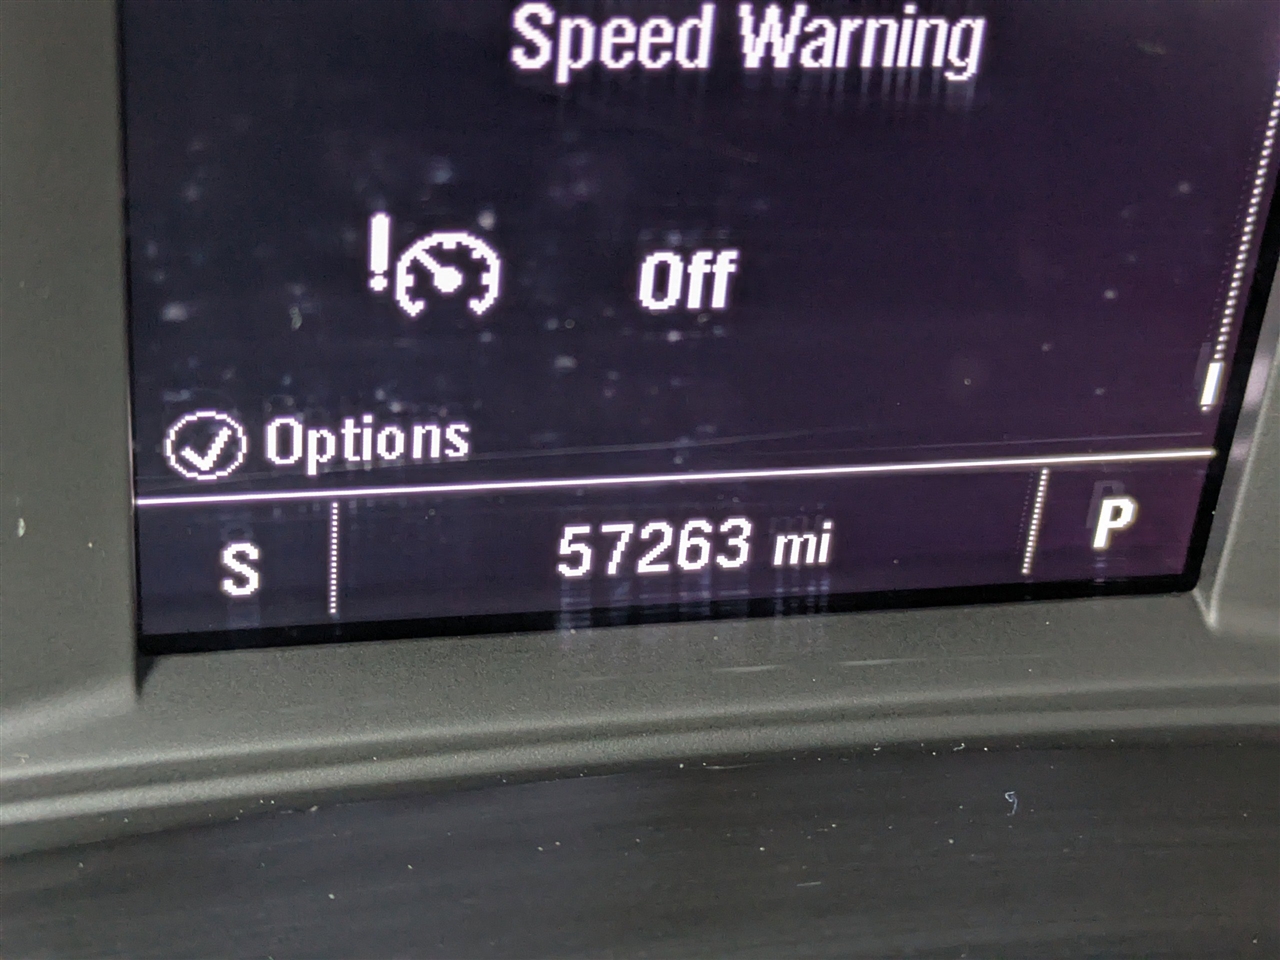 Speed Warning
Off
Options
S 57263 mi P